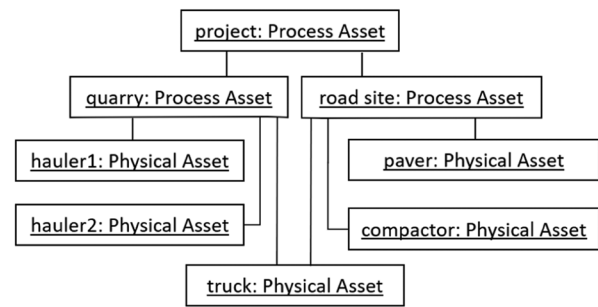 project: Process Asset
quarry: Process Asset
road site: Process Asset
hauler1: Physical Asset
paver: Physical Asset
hauler2: Physical Asset
compactor: Physical Asset
truck: Physical Asset